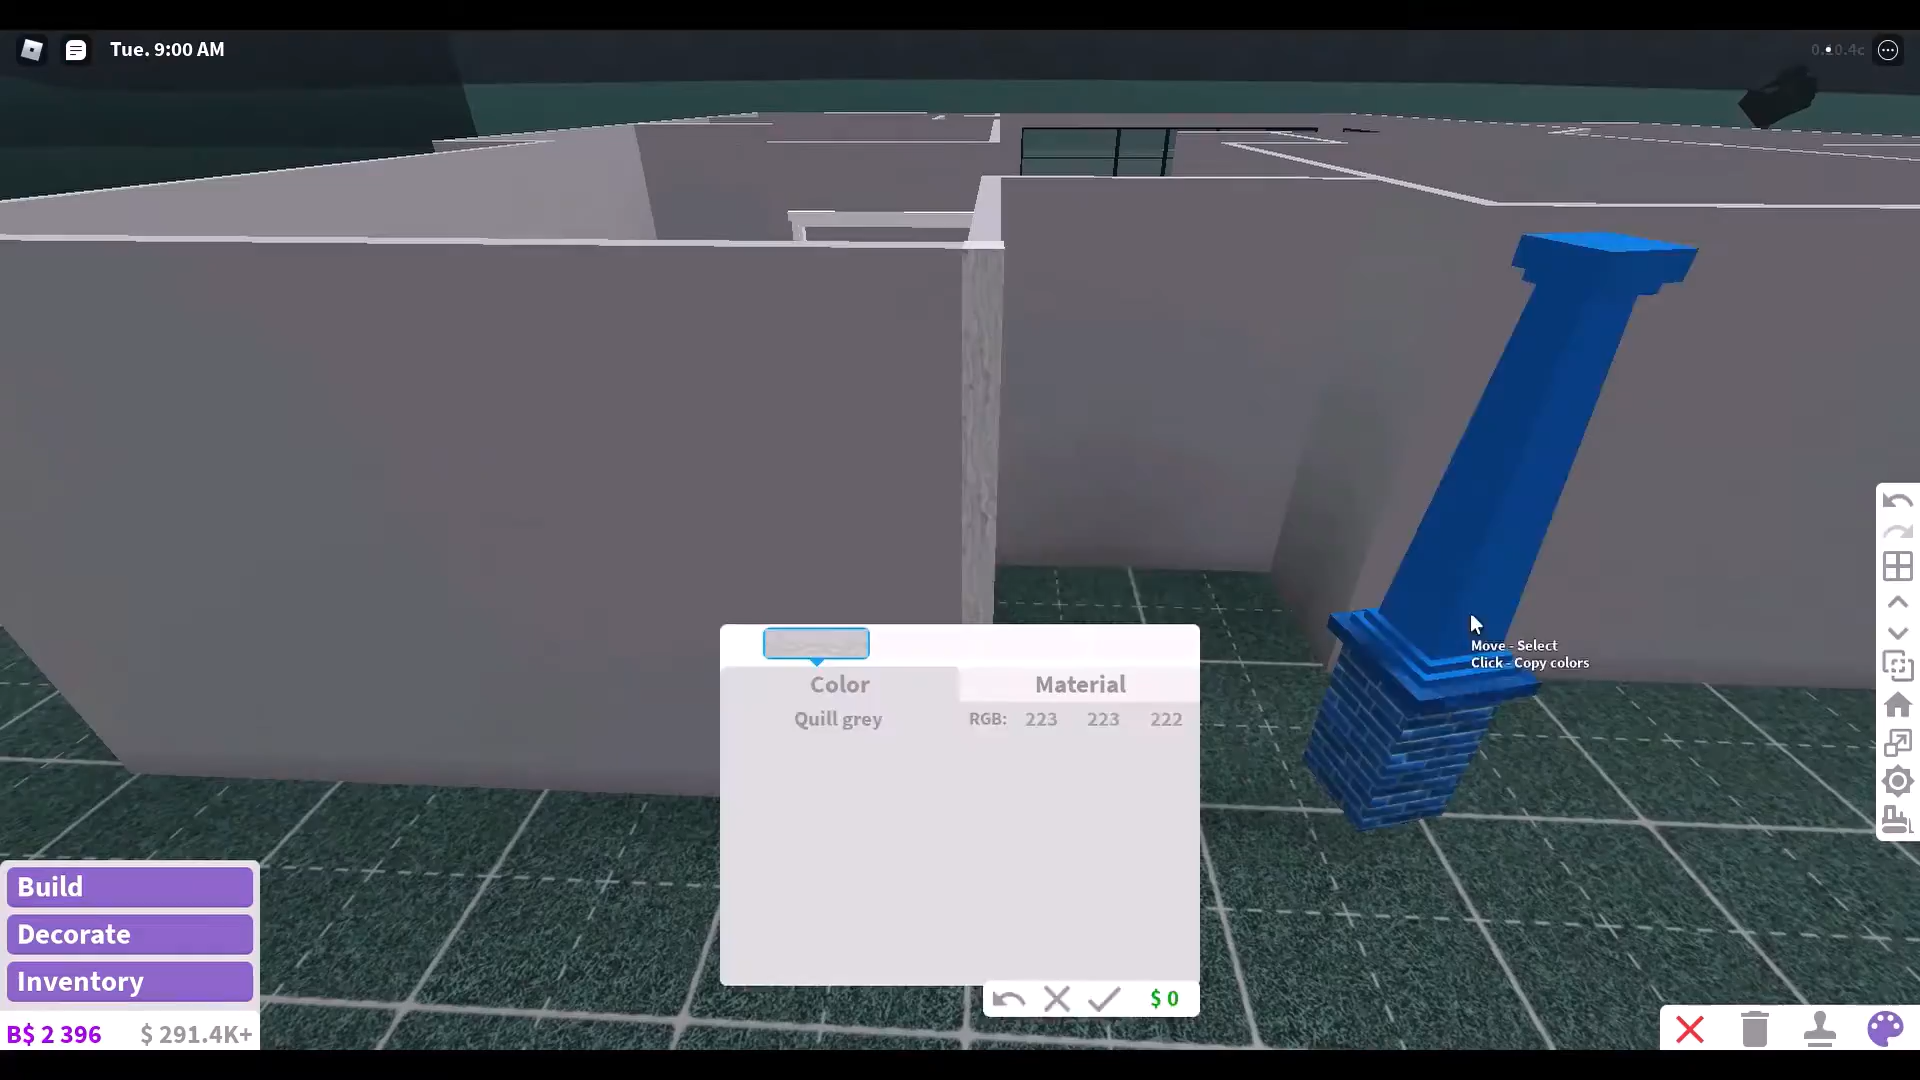 Tue. 9:00 AM
Move - Select
Click - Copy colors
Color
Material
Quill grey
RGB: 223 223 222
Build
Decorate
Inventory
B$ 2 396
$ 291.4K+
$ 0